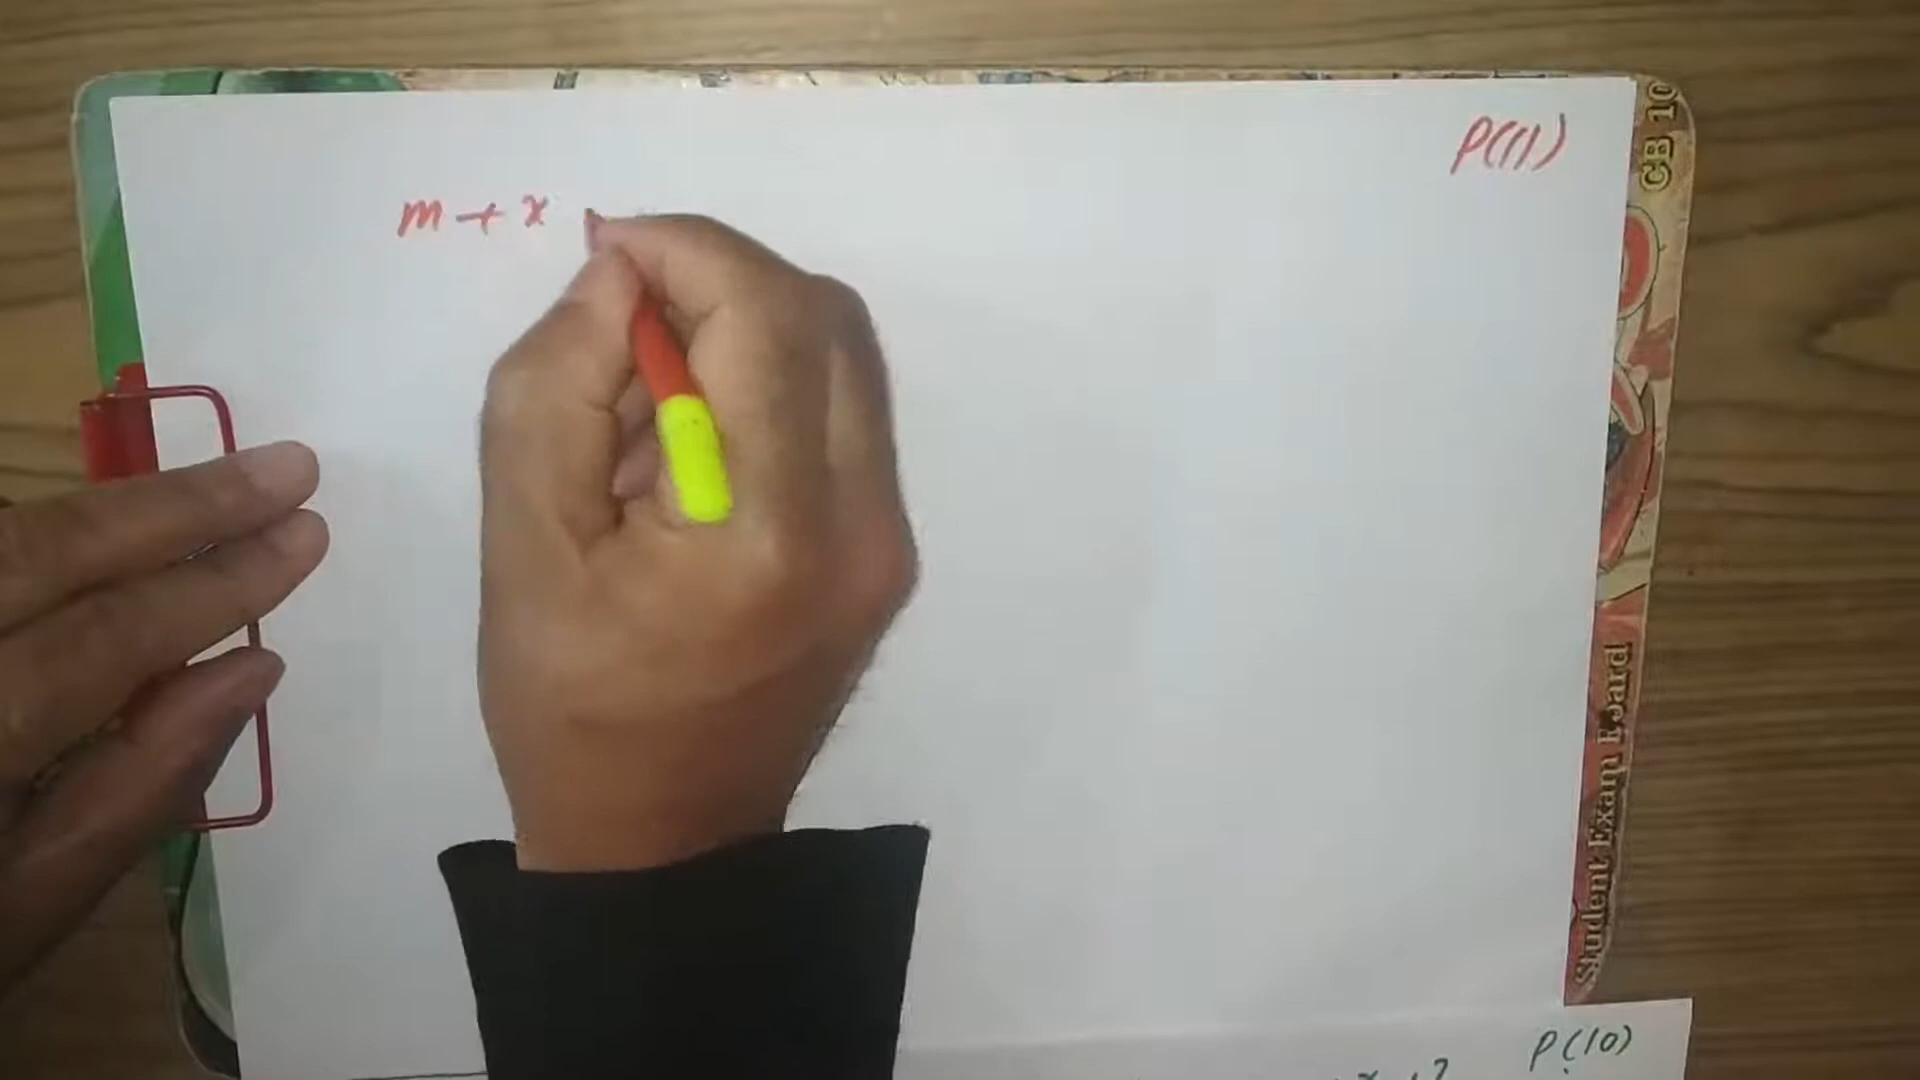 P(11)
m + x
CB 10
Student Exam Board
P(10)